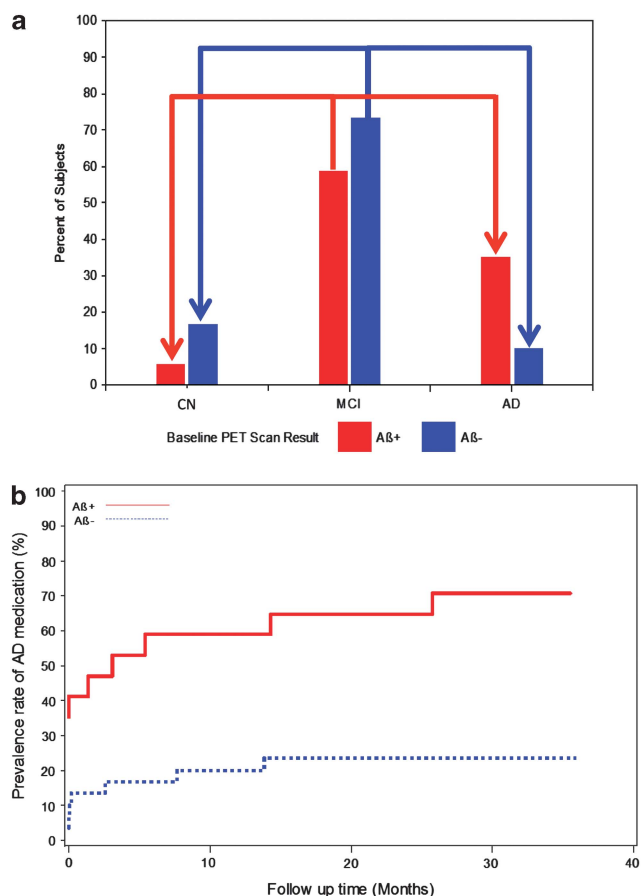 a
Percent of Subjects
100
90
80
70
60
50
40
30
20
10
0
CN MCI AD
Baseline PET Scan Result Aß+ Aß-
b
Prevalence rate of AD medication (%)
100
90
80
70
60
50
40
30
20
10
0
Aß+
Aß-
0 10 20 30 40
Follow up time (Months)